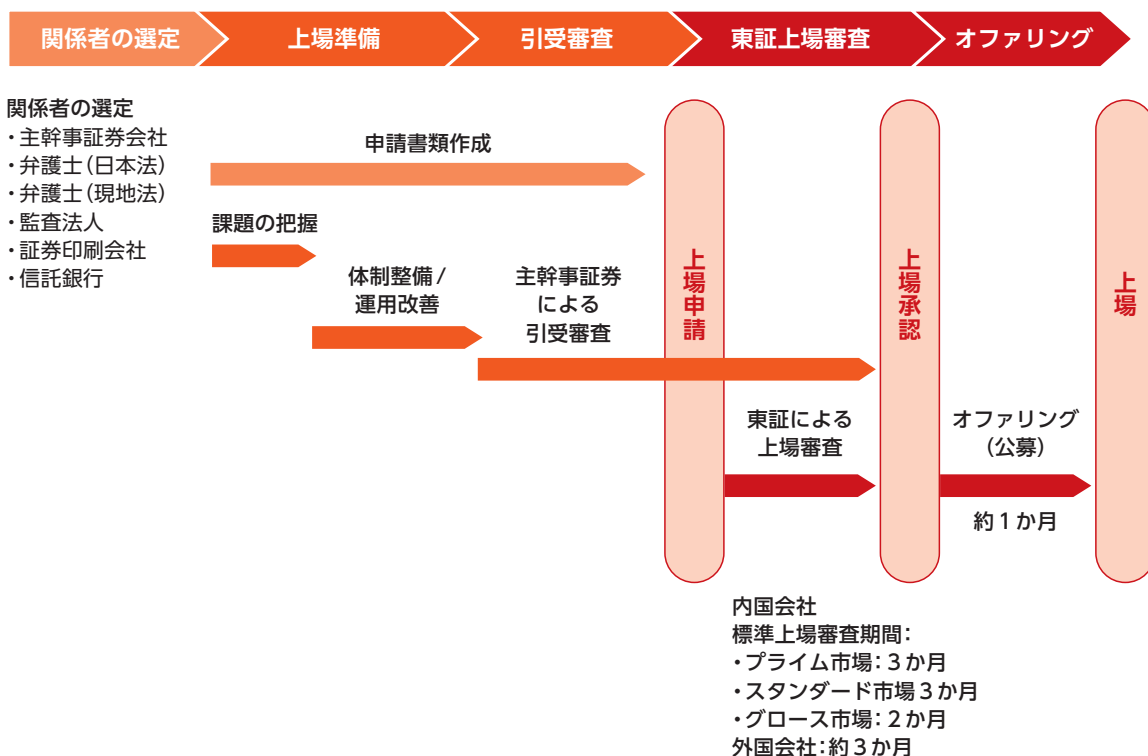 関係者の選定
上場準備
引受審査
東証上場審査
オファリング
関係者の選定
・主幹事証券会社
・弁護士(日本法)
・弁護士(現地法)
・監査法人
・証券印刷会社
・信託銀行
申請書類作成
課題の把握
体制整備/
運用改善
主幹事証券
による
引受審査
上場申請
東証による
上場審査
上場承認
オファリング
(公募)
約1か月
上場
内国会社
標準上場審査期間:
・プライム市場:3か月
・スタンダード市場3か月
・グロース市場:2か月
外国会社:約3か月